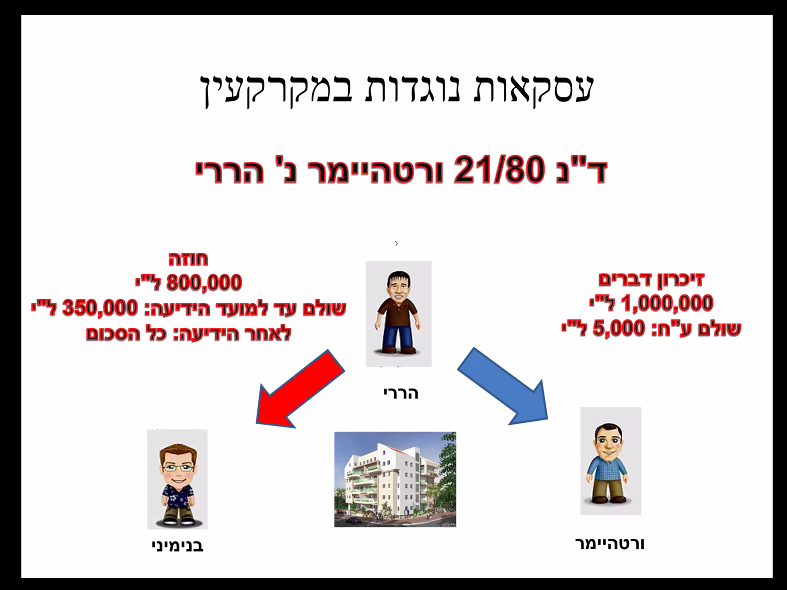 עסקאות נוגדות במקרקעין
ד"נ 21/80 ורטהיימר נ' הררי
זיכרון דברים
1,000,000 ל"י
שולם ע"ח: 5,000 ל"י
חוזה
800,000 ל"י
שולם עד למועד הידיעה: 350,000 ל"י
לאחר הידיעה: כל הסכום
הררי
ורטהיימר
בנימיני